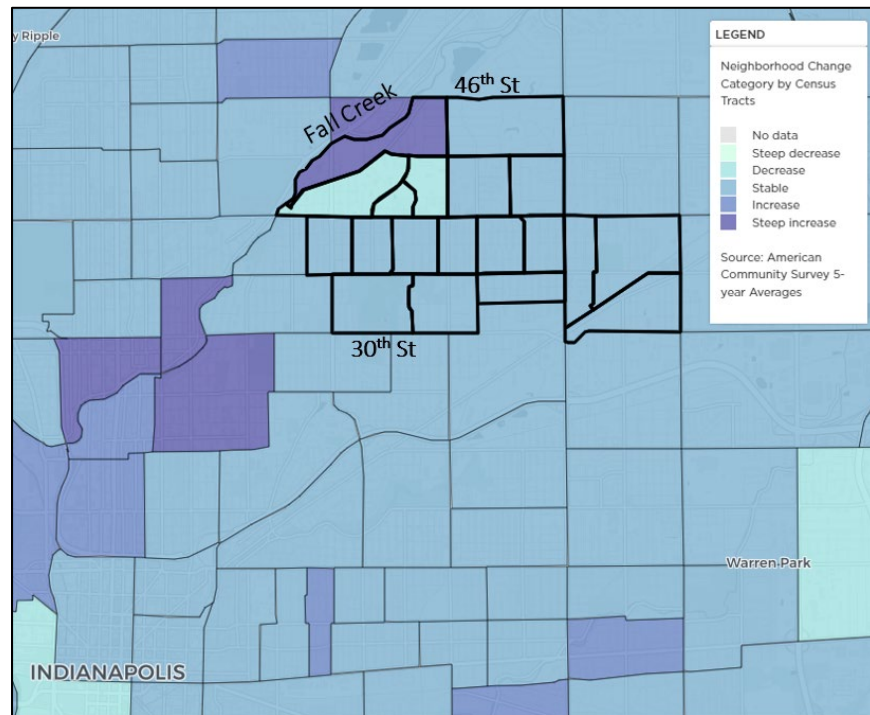 y Ripple
46th St
Fall Creek
30th St
Warren Park
INDIANAPOLIS
LEGEND
Neighborhood Change
Category by Census
Tracts
No data
Steep decrease
Decrease
Stable
Increase
Steep increase
Source: American
Community Survey 5-
year Averages